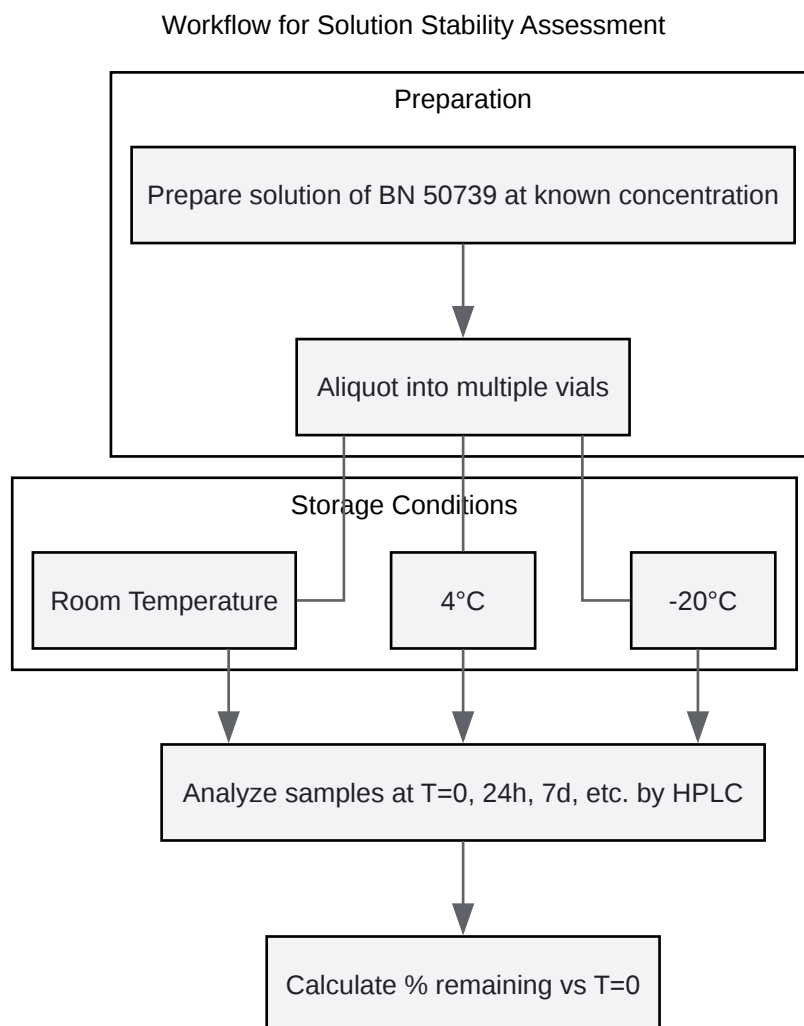 Workflow for Solution Stability Assessment
Preparation
Prepare solution of BN 50739 at known concentration
Aliquot into multiple vials
Storage Conditions
Room Temperature
4°C
-20°C
Analyze samples at T=0, 24h, 7d, etc. by HPLC
Calculate % remaining vs T=0